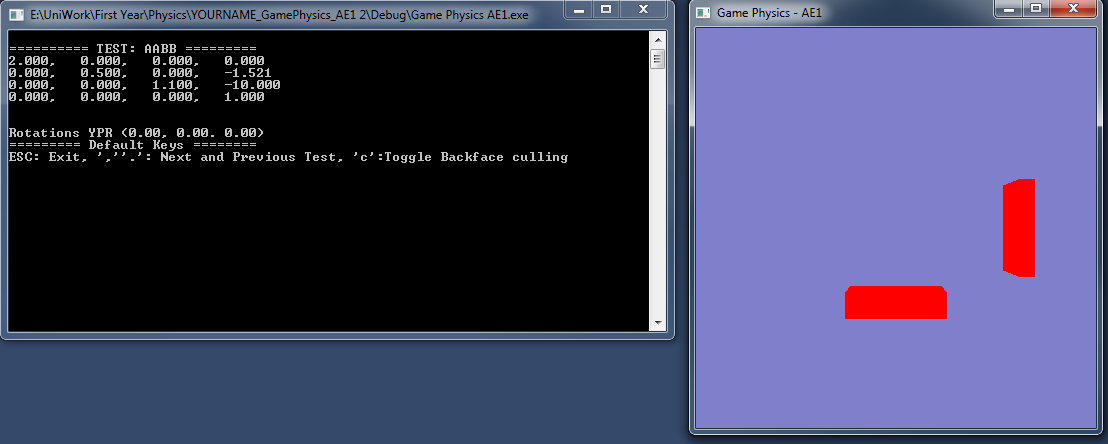 E:\UniWork\First Year\Physics\YOURNAME_GamePhysics_AE1 2\Debug\Game Physics AE1.exe
========== TEST: AABB =========
2.000, 0.000, 0.000, 0.000
0.000, 0.500, 0.000, -1.521
0.000, 0.000, 1.100, -10.000
0.000, 0.000, 0.000, 1.000
Rotations YPR (0.00, 0.00. 0.00)
========= Default Keys ========
ESC: Exit, ',''.': Next and Previous Test, 'c':Toggle Backface culling
Game Physics - AE1